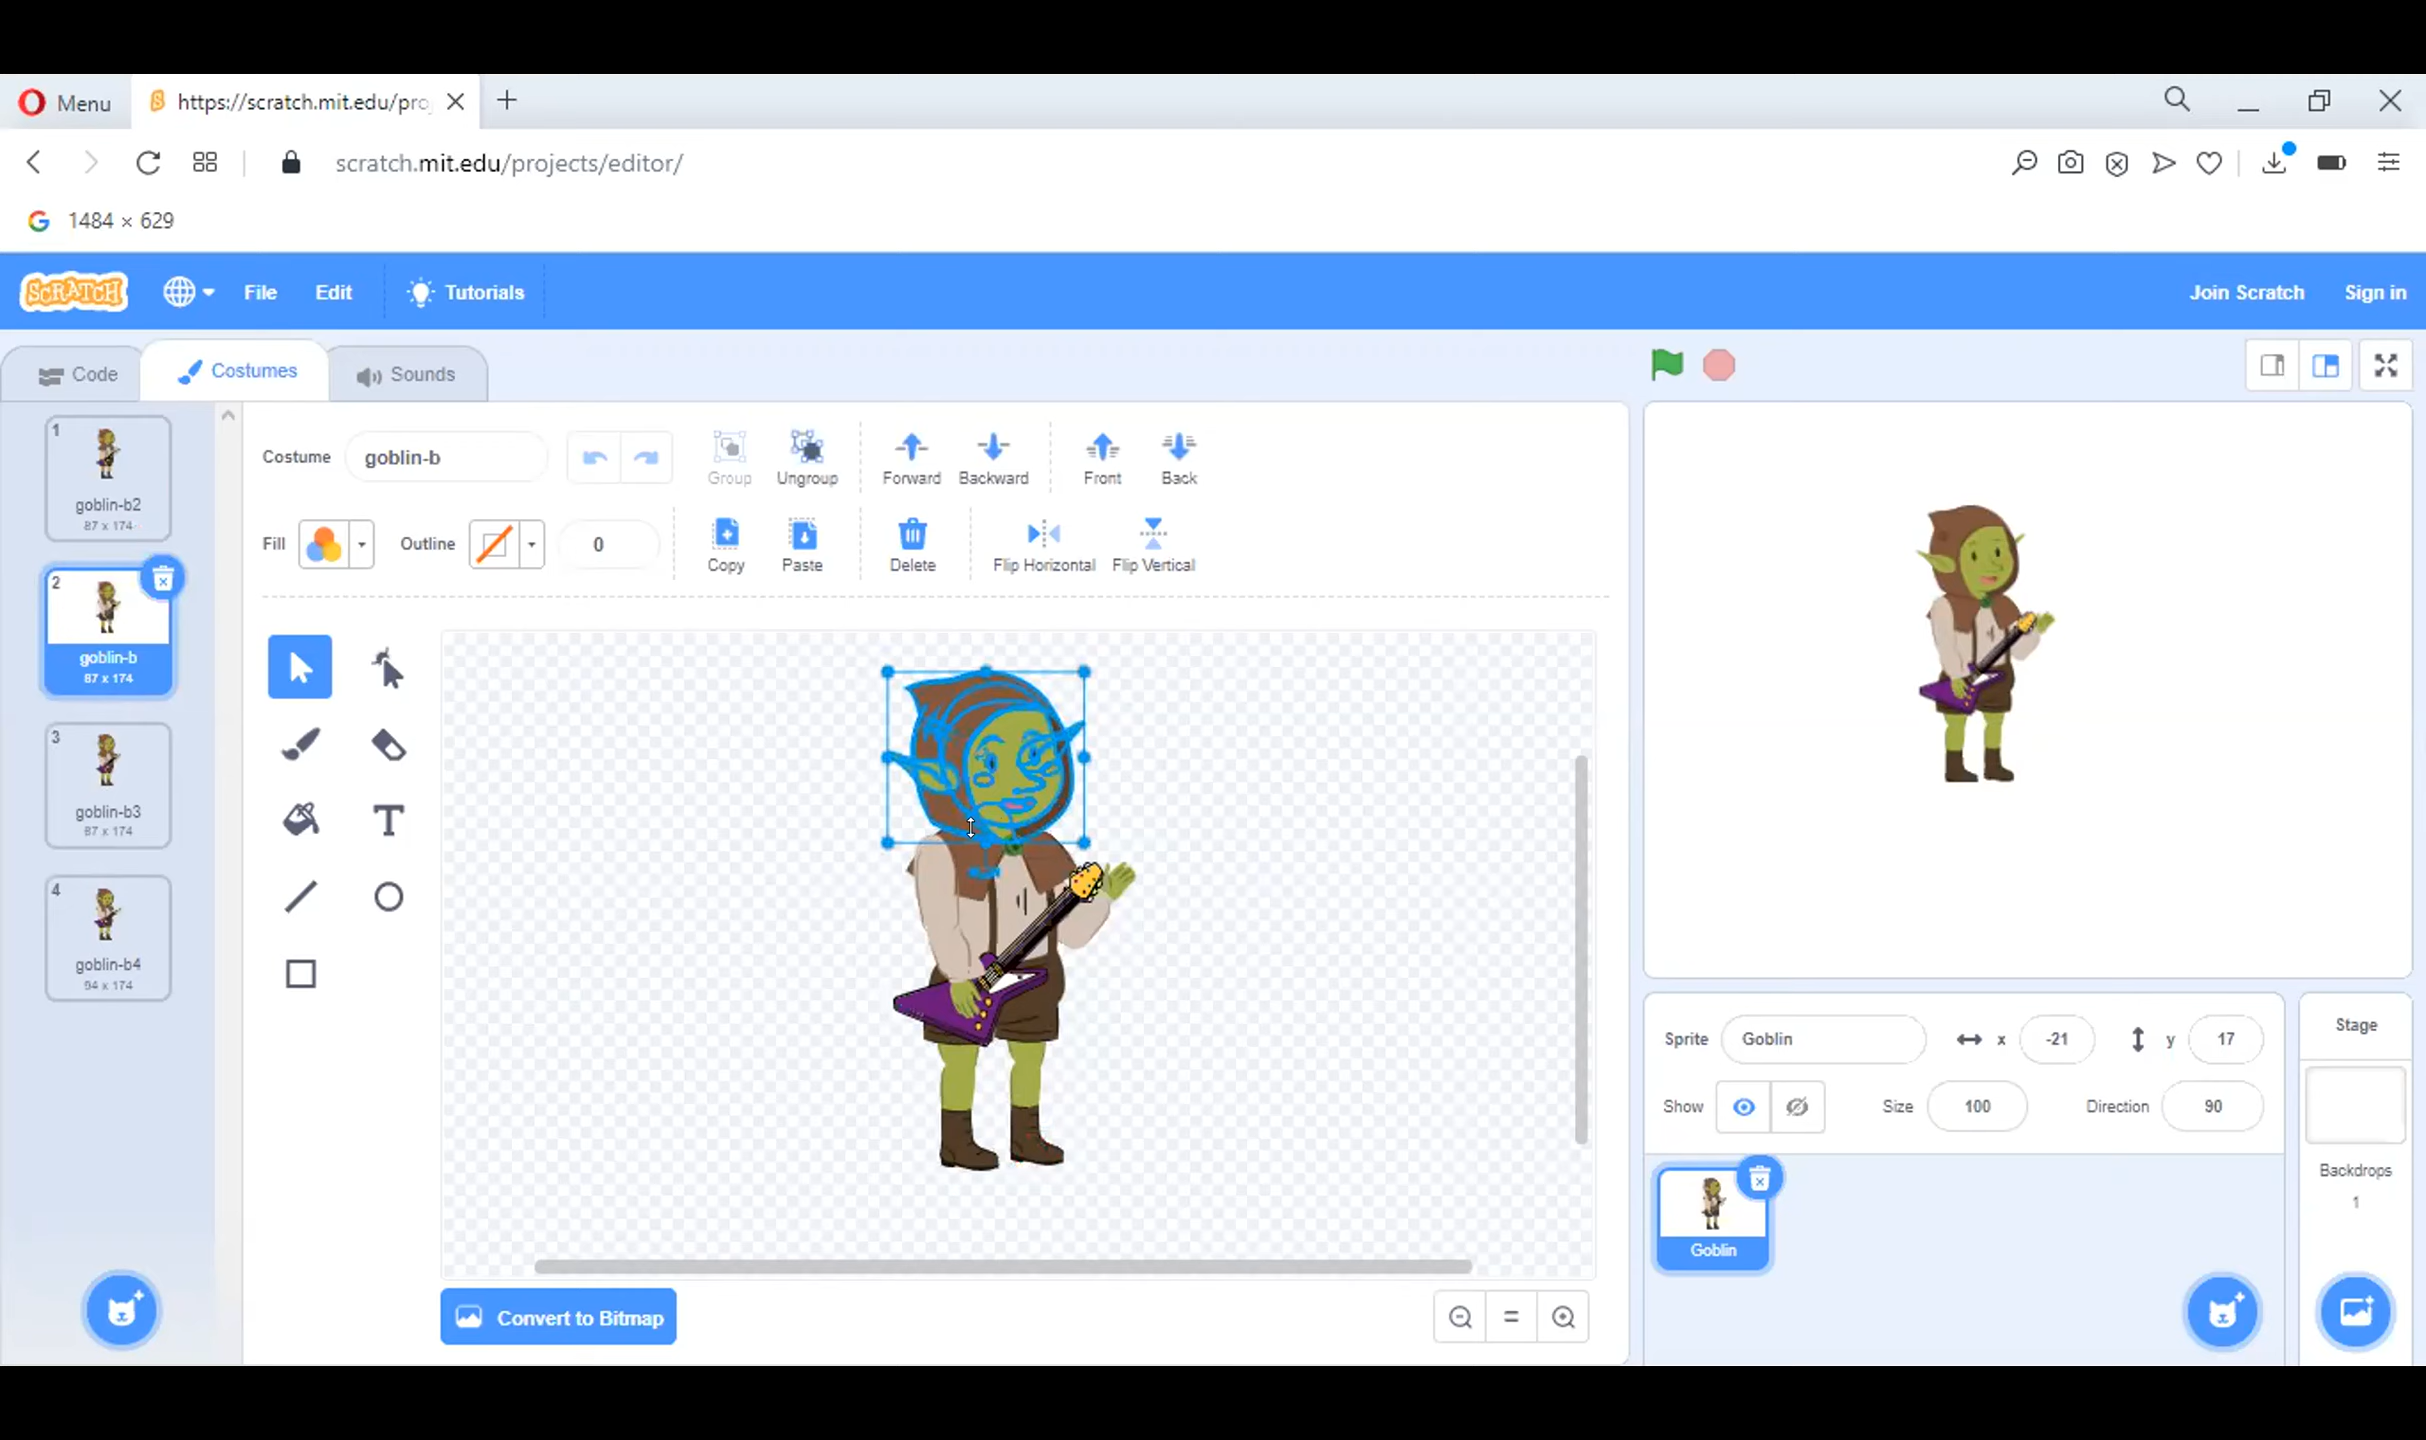 Menu https://scratch.mit.edu/pro
scratch.mit.edu/projects/editor/
1484 × 629
SCRATCH File Edit Tutorials Join Scratch Sign in
Code Costumes Sounds
1
goblin-b2
87 x 174
2
goblin-b
87 x 174
3
goblin-b3
87 x 174
4
goblin-b4
94 x 174
Costume goblin-b Group Ungroup Forward Backward Front Back
Fill Outline 0 Copy Paste Delete Flip Horizontal Flip Vertical
T
Convert to Bitmap
Sprite Goblin x -21 y 17
Show Size 100 Direction 90
Goblin
Stage
Backdrops
1